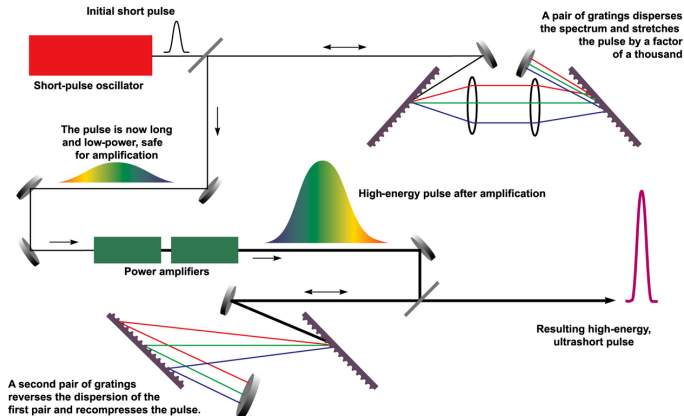 Initial short pulse
Short-pulse oscillator
A pair of gratings disperses
the spectrum and stretches
the pulse by a factor
of a thousand
The pulse is now long
and low-power, safe
for amplification
High-energy pulse after amplification
Power amplifiers
Resulting high-energy,
ultrashort pulse
A second pair of gratings
reverses the dispersion of the
first pair and recompresses the pulse.